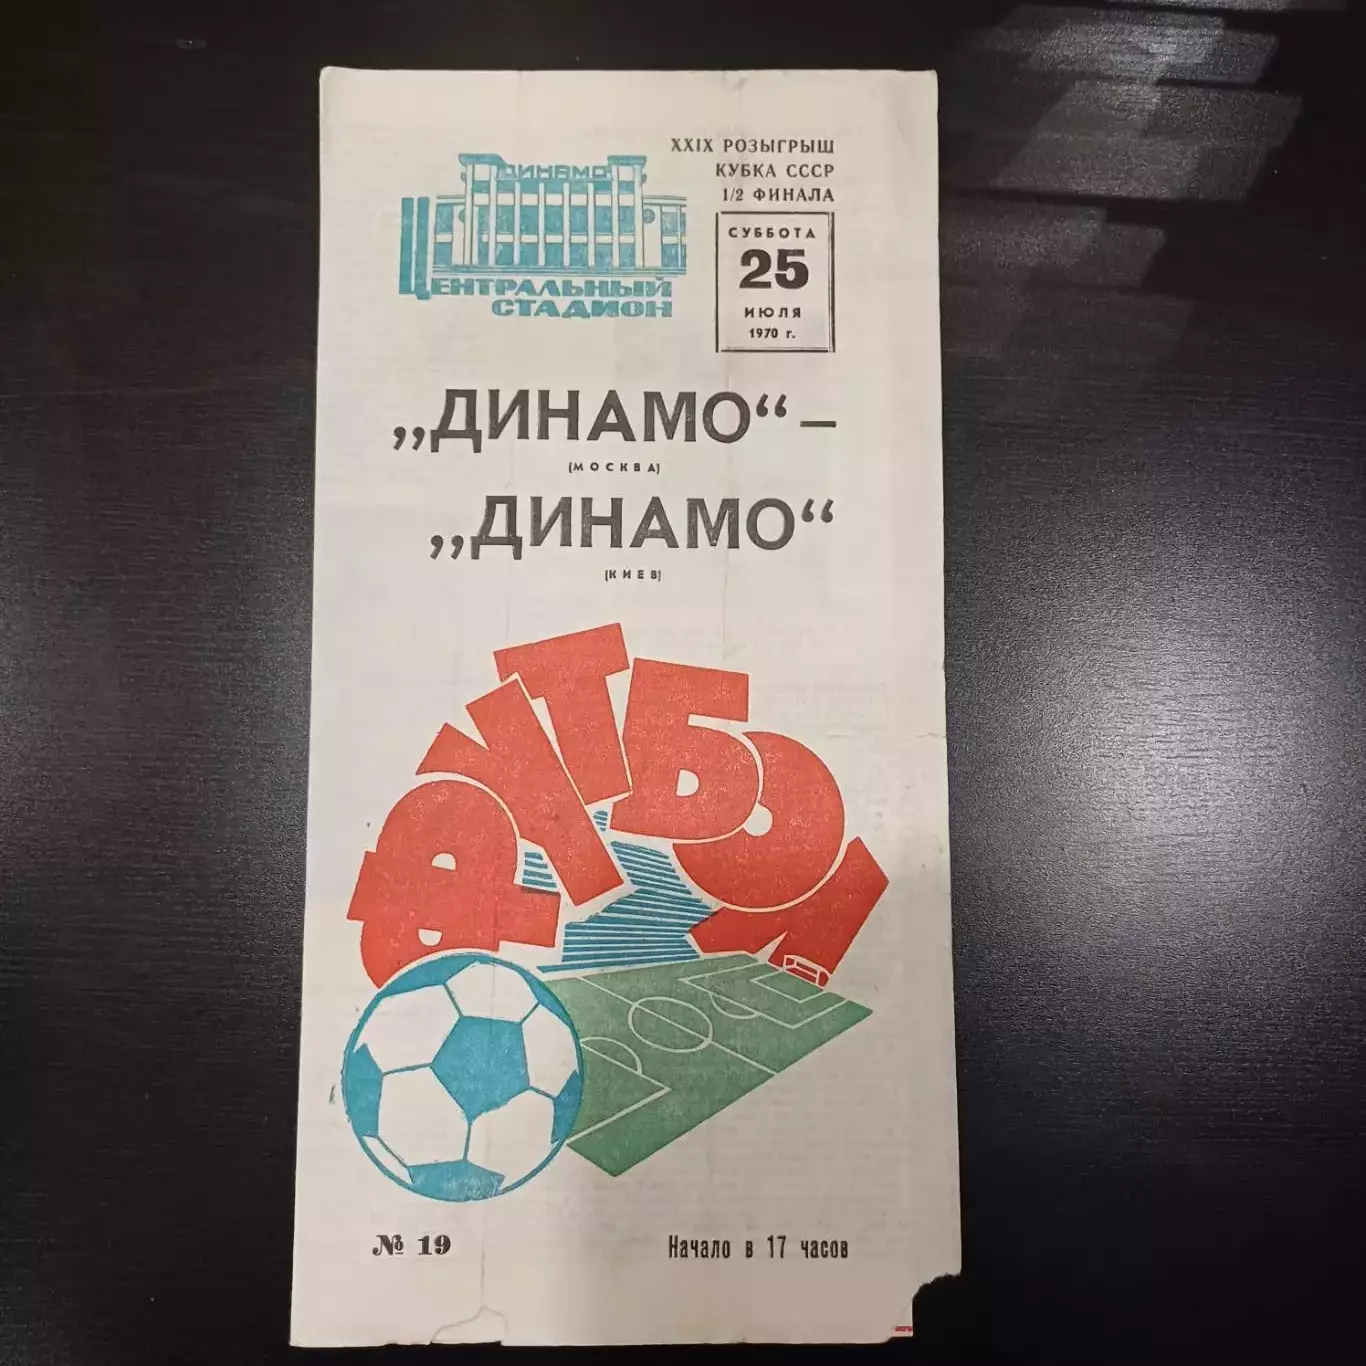 XXIX РОЗЫГРЫШ
КУБКА СССР
1/2 ФИНАЛА
ДИНАМО
ЦЕНТРАЛЬНЫЙ
СТАДИОН
СУББОТА
25
ИЮЛЯ
1970 г.
„ДИНАМО“ –
(МОСКВА)
„ДИНАМО“
(КИЕВ)
ФУТБОЛ
№ 19
Начало в 17 часов